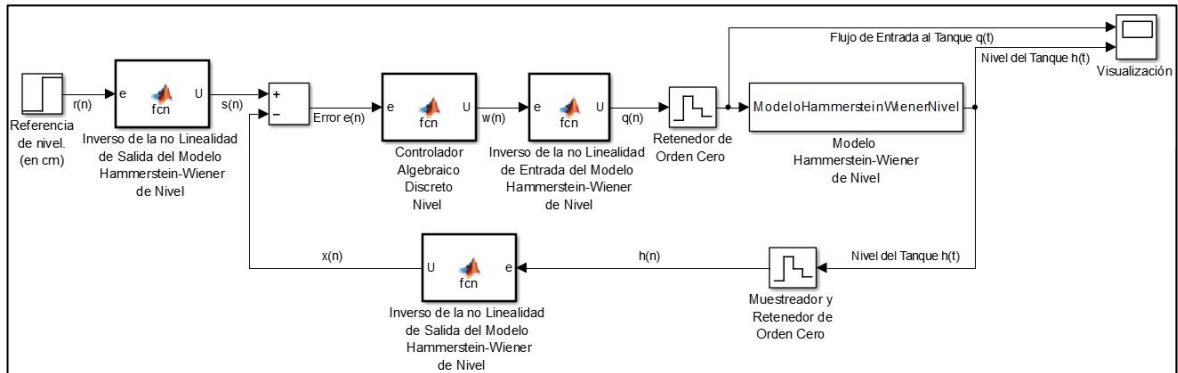 Flujo de Entrada al Tanque q(t)
Nivel del Tanque h(t)
Visualización
Referencia
de nivel.
(en cm)
r(n)
e
fcn
U
Inverso de la no Linealidad
de Salida del Modelo
Hammerstein-Wiener
de Nivel
s(n)
+
−
Error e(n)
e
fcn
U
Controlador
Algebraico
Discreto
Nivel
w(n)
e
fcn
U
Inverso de la no Linealidad
de Entrada del Modelo
Hammerstein-Wiener
de Nivel
q(n)
Retenedor de
Orden Cero
ModeloHammersteinWienerNivel
Modelo
Hammerstein-Wiener
de Nivel
x(n)
U
fcn
e
Inverso de la no Linealidad
de Salida del Modelo
Hammerstein-Wiener
de Nivel
h(n)
Muestreador y
Retenedor de
Orden Cero
Nivel del Tanque h(t)